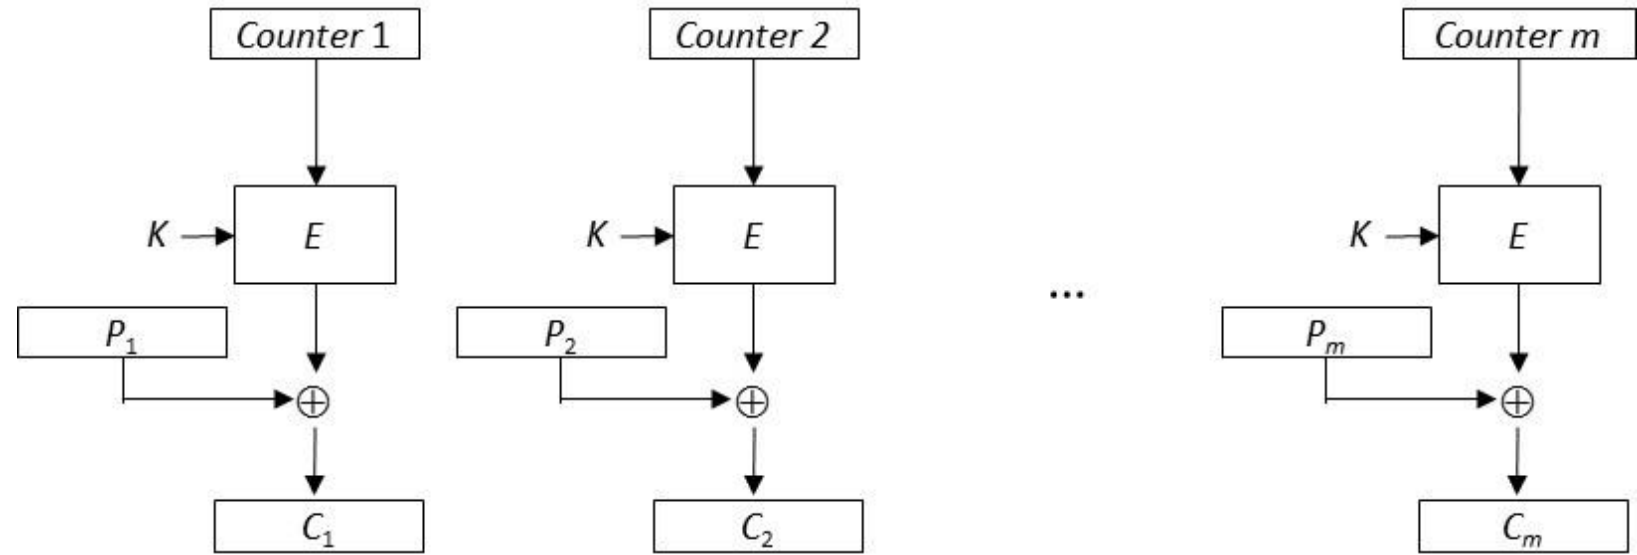 Counter 1 Counter 2 Counter m
K E K E K E
...
P₁ P₂ Pₘ
C₁ C₂ Cₘ